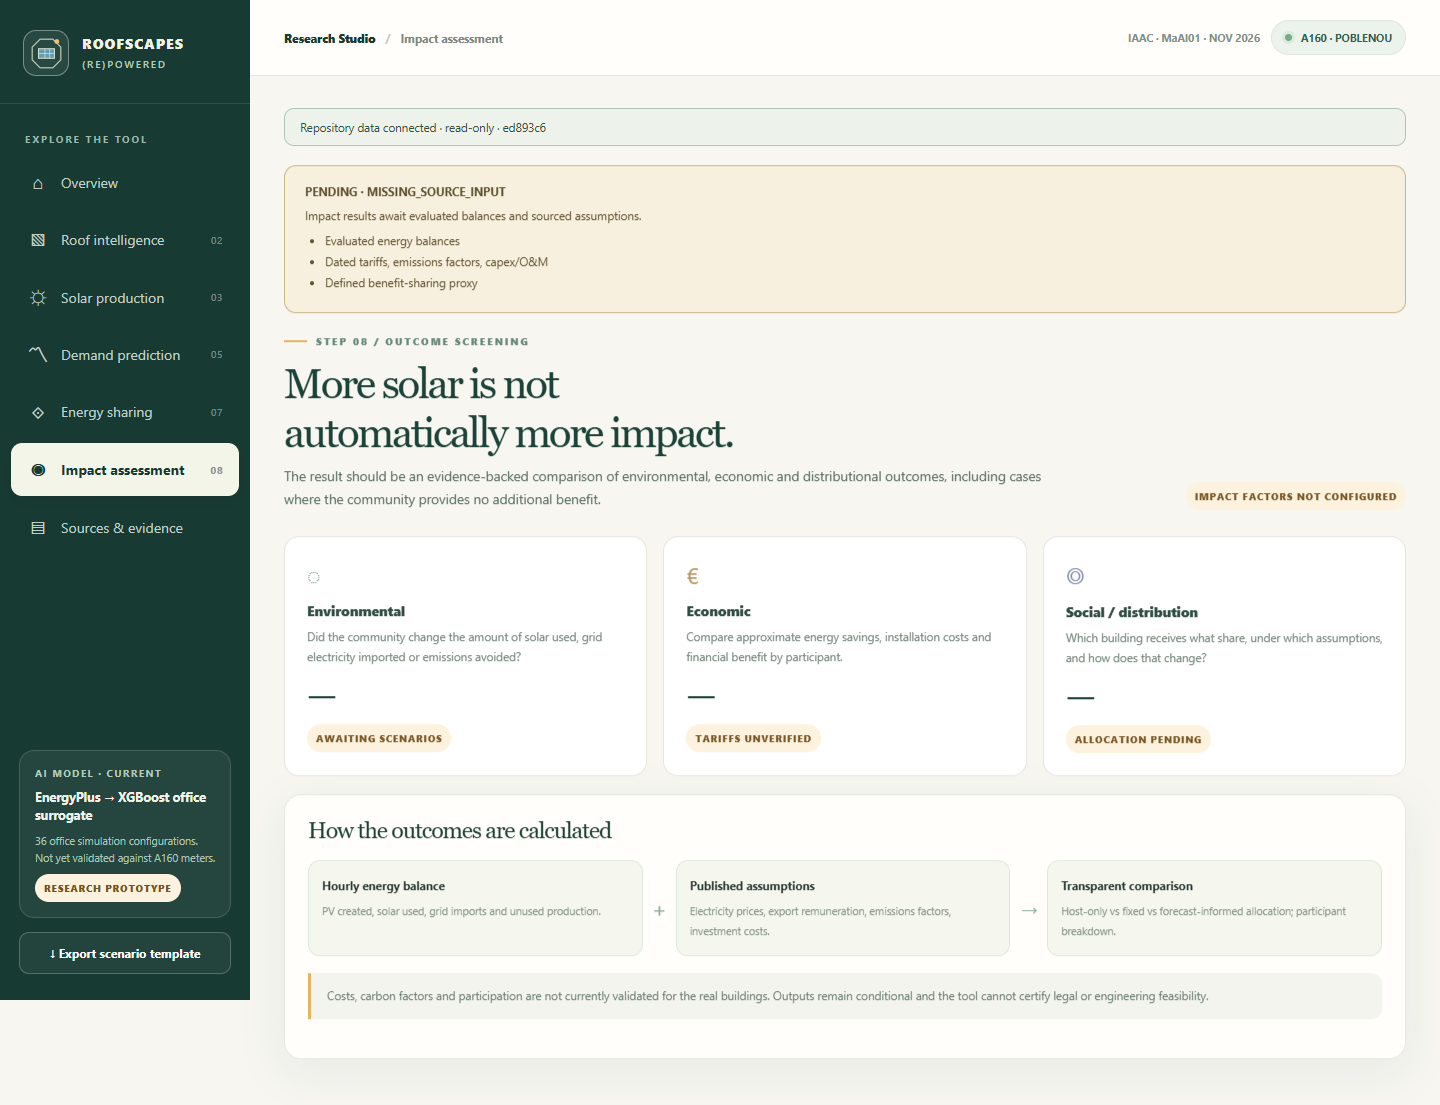 ROOFSCAPES
(RE)POWERED
EXPLORE THE TOOL
Overview
Roof intelligence 02
Solar production 03
Demand prediction 05
Energy sharing 07
Impact assessment 08
Sources & evidence
AI MODEL · CURRENT
EnergyPlus → XGBoost office
surrogate
36 office simulation configurations.
Not yet validated against A160 meters.
RESEARCH PROTOTYPE
↓ Export scenario template
Research Studio / Impact assessment
IAAC · MaAI01 · NOV 2026
A160 · POBLENOU
Repository data connected · read-only · ed893c6
PENDING · MISSING_SOURCE_INPUT
Impact results await evaluated balances and sourced assumptions.
• Evaluated energy balances
• Dated tariffs, emissions factors, capex/O&M
• Defined benefit-sharing proxy
STEP 08 / OUTCOME SCREENING
More solar is not
automatically more impact.
The result should be an evidence-backed comparison of environmental, economic and distributional outcomes, including cases
where the community provides no additional benefit.
IMPACT FACTORS NOT CONFIGURED
Environmental
Did the community change the amount of solar used, grid
electricity imported or emissions avoided?
—
AWAITING SCENARIOS
€
Economic
Compare approximate energy savings, installation costs and
financial benefit by participant.
—
TARIFFS UNVERIFIED
Social / distribution
Which building receives what share, under which assumptions,
and how does that change?
—
ALLOCATION PENDING
How the outcomes are calculated
Hourly energy balance
PV created, solar used, grid imports and unused production.
+
Published assumptions
Electricity prices, export remuneration, emissions factors,
investment costs.
→
Transparent comparison
Host-only vs fixed vs forecast-informed allocation; participant
breakdown.
Costs, carbon factors and participation are not currently validated for the real buildings. Outputs remain conditional and the tool cannot certify legal or engineering feasibility.